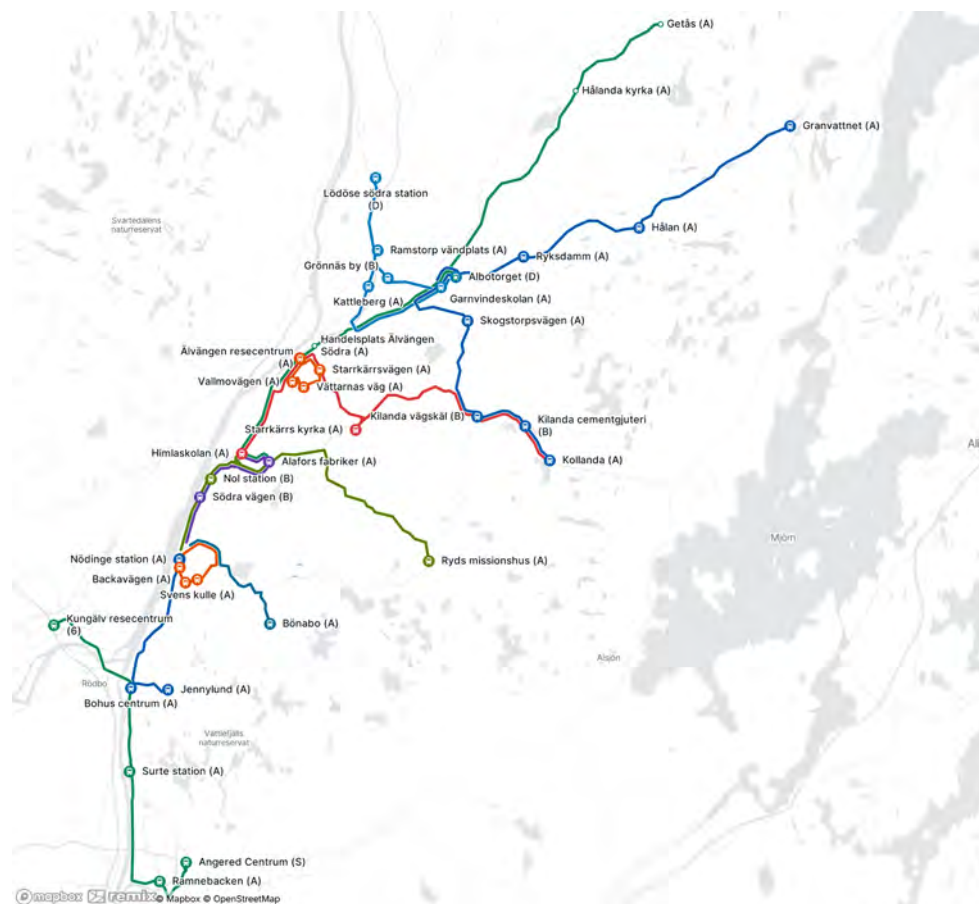 Getås (A)
Hålanda kyrka (A)
Granvattnet (A)
Lödöse södra station
(D)
Svartedalens
naturreservat
Hålan (A)
Ramstorp vändplats (A)
Ryksdamm (A)
Grönnäs by (B)
Albotorget (D)
Kattleberg (A)
Garnvindeskolan (A)
Skogstorpsvägen (A)
Handelsplats Älvängen
Södra (A)
Älvängen resecentrum
(A)
Starrkärrsvägen (A)
Vallmovägen (A)
Vättarnas väg (A)
Kilanda vägskäl (B)
Kilanda cementgjuteri
(B)
Starrkärrs kyrka (A)
Himlaskolan (A)
Alafors fabriker (A)
Kollanda (A)
Nol station (B)
Södra vägen (B)
Mjörn
Nödinge station (A)
Ryds missionshus (A)
Backavägen (A)
Svens kulle (A)
Kungälv resecentrum
(6)
Bönabo (A)
Alsjön
Rödbo
Jennylund (A)
Bohus centrum (A)
Vättlefjälls
naturreservat
Surte station (A)
Angered Centrum (S)
Ramnebacken (A)
mapbox remix © Mapbox © OpenStreetMap